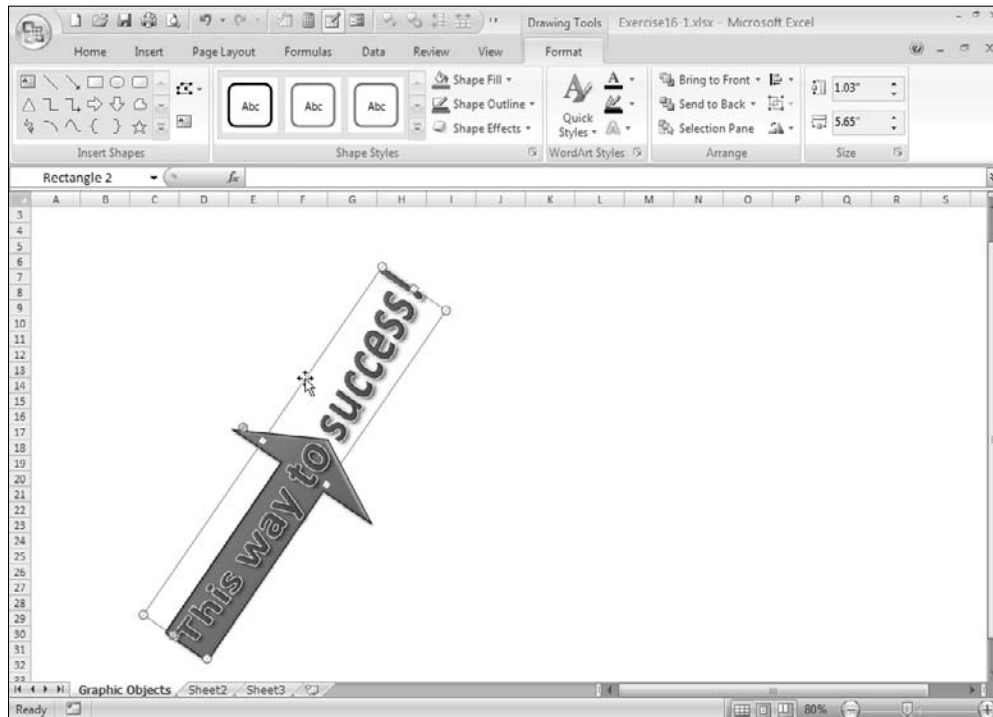 Drawing Tools Exercise16-1.xlsx - Microsoft Excel
Home Insert Page Layout Formulas Data Review View Format
Abc Abc Abc
Shape Fill
Shape Outline
Shape Effects
Quick Styles
A A A
Bring to Front
Send to Back
Selection Pane
1.03"
5.65"
Insert Shapes Shape Styles WordArt Styles Arrange Size
Rectangle 2 fx
A B C D E F G H I J K L M N O P Q R S
3
4
5
6
7
8
9
10
11
12
13
14
15
16
17
18
19
20
21
22
23
24
25
26
27
28
29
30
31
32
33
This way to success!
Graphic Objects Sheet2 Sheet3
Ready 80%